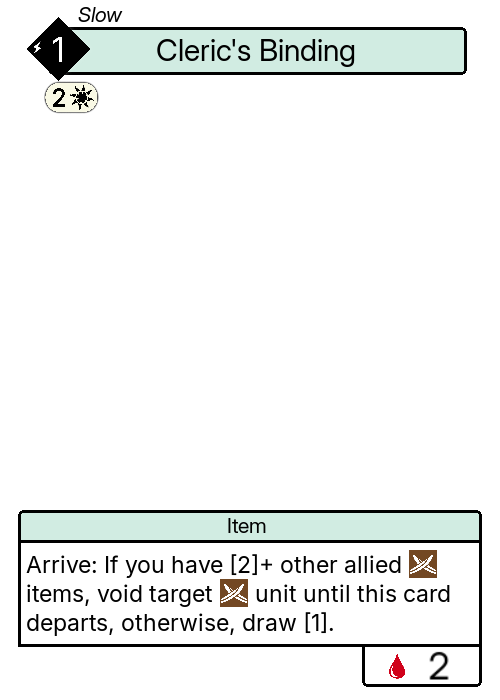 Slow
1 Cleric's Binding
2
Item
Arrive: If you have [2]+ other allied
items, void target unit until this card
departs, otherwise, draw [1].
2